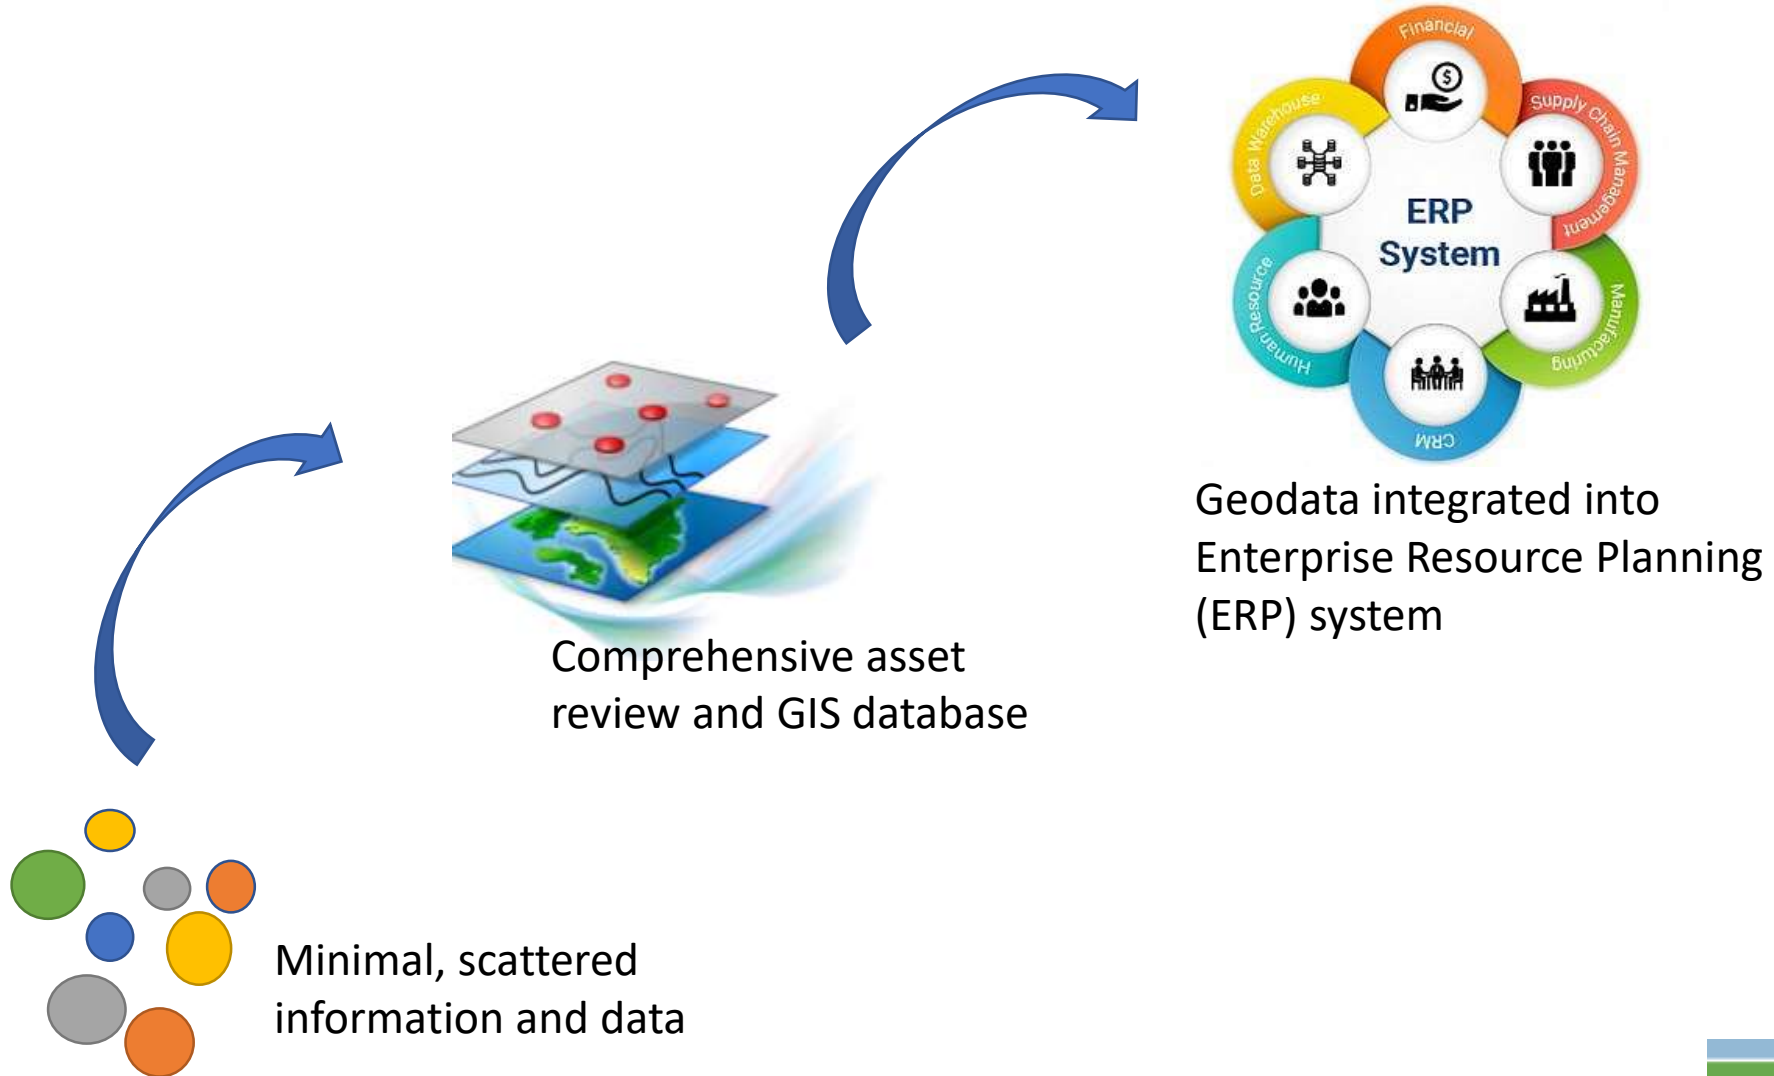 Financial
Supply Chain Management
Data Warehouse
ERP
System
Human Resource
Manufacturing
CRM
Geodata integrated into
Enterprise Resource Planning
(ERP) system
Comprehensive asset
review and GIS database
Minimal, scattered
information and data